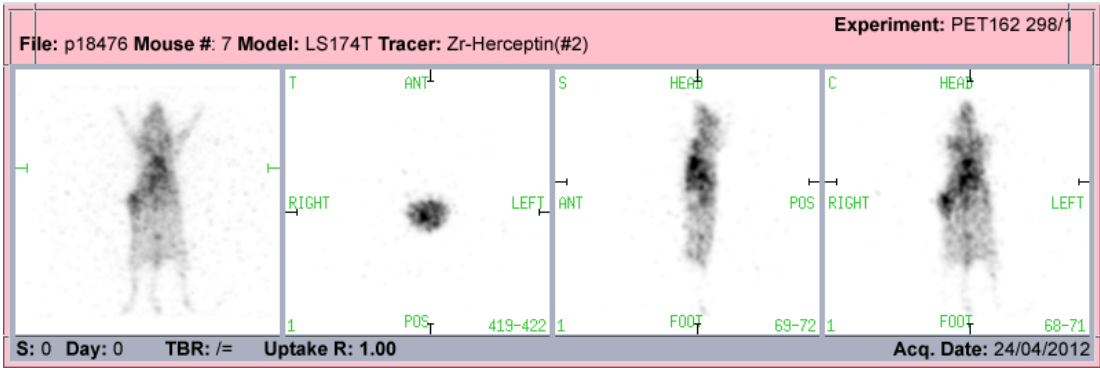 Experiment: PET162 298/1
File: p18476 Mouse #: 7 Model: LS174T Tracer: Zr-Herceptin(#2)
T ANT S HEAD C HEAD
RIGHT LEFT ANT POS RIGHT LEFT
1 POS 419-422 1 FOOT 69-72 1 FOOT 68-71
S: 0 Day: 0 TBR: /= Uptake R: 1.00 Acq. Date: 24/04/2012